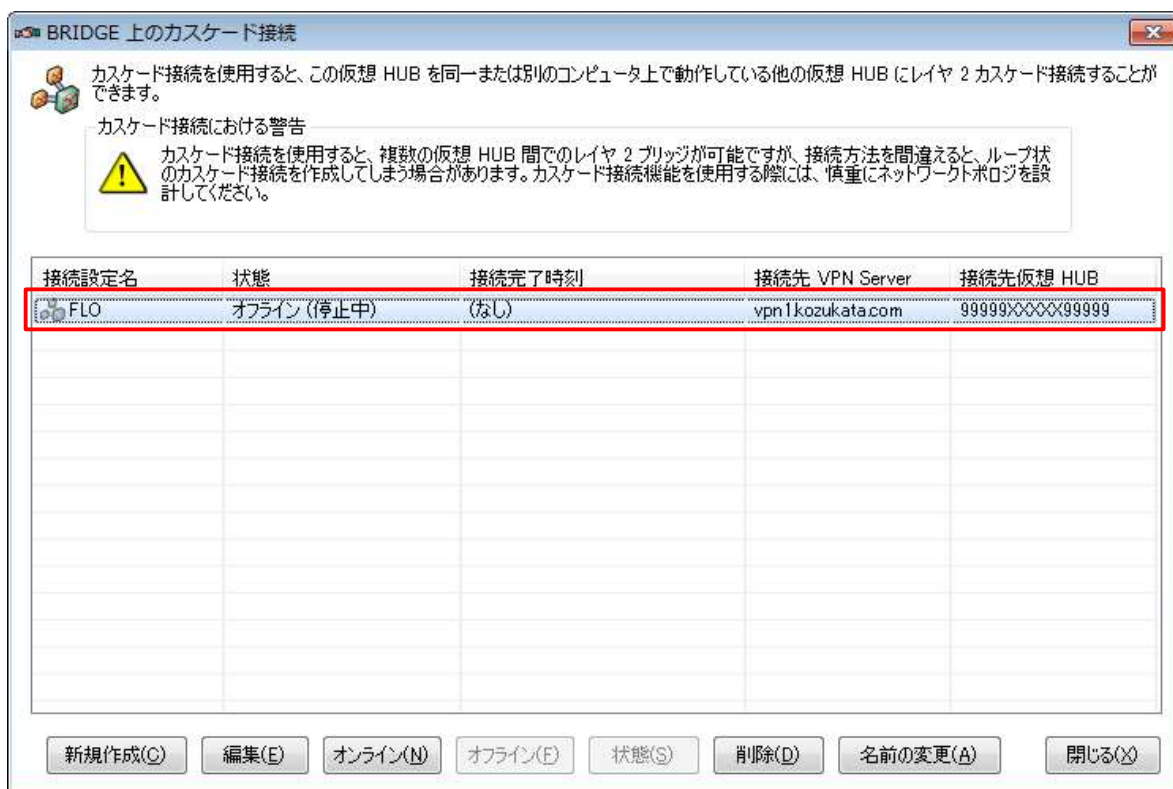 BRIDGE 上のカスケード接続
カスケード接続を使用すると、この仮想 HUB を同一または別のコンピュータ上で動作している他の仮想 HUB にレイヤ 2 カスケード接続することが
できます。
カスケード接続における警告
カスケード接続を使用すると、複数の仮想 HUB 間でのレイヤ 2 ブリッジが可能ですが、接続方法を間違えると、ループ状
のカスケード接続を作成してしまう場合があります。カスケード接続機能を使用する際には、慎重にネットワークトポロジを設
計してください。
接続設定名 状態 接続完了時刻 接続先 VPN Server 接続先仮想 HUB
FLO オフライン (停止中) (なし) vpn1.kozukata.com 99999XXXXX99999
新規作成(C) 編集(E) オンライン(N) オフライン(F) 状態(S) 削除(D) 名前の変更(A) 閉じる(X)